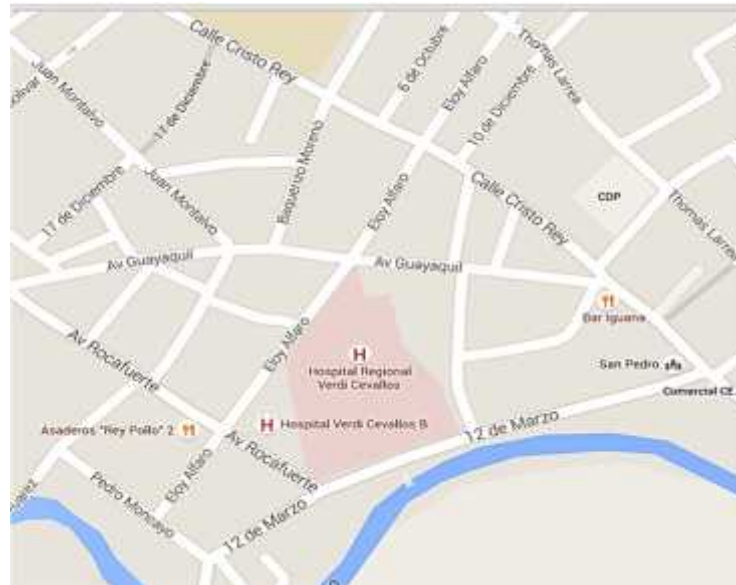 Calle Cristo Rey
Thomas Larrea
6 de Octubre
Eloy Alfaro
10 de Diciembre
Juan Montalvo
Bolivar
17 de Diciembre
Moreno
Juan Montalvo
17 de Diciembre
Eloy Alfaro
Calle Cristo Rey
CDP
Thomas Larrea
Av Guayaquil
Av Guayaquil
Bar Iguana
Eloy Alfaro
H
Hospital Regional
Verdi Cevallos
San Pedro
Comercial CE
Av Rocafuerte
Asaderos "Rey Pollo" 2
H Hospital Verdi Cevallos B
12 de Marzo
Av Rocafuerte
Eloy Alfaro
Pedro Moncayo
12 de Marzo